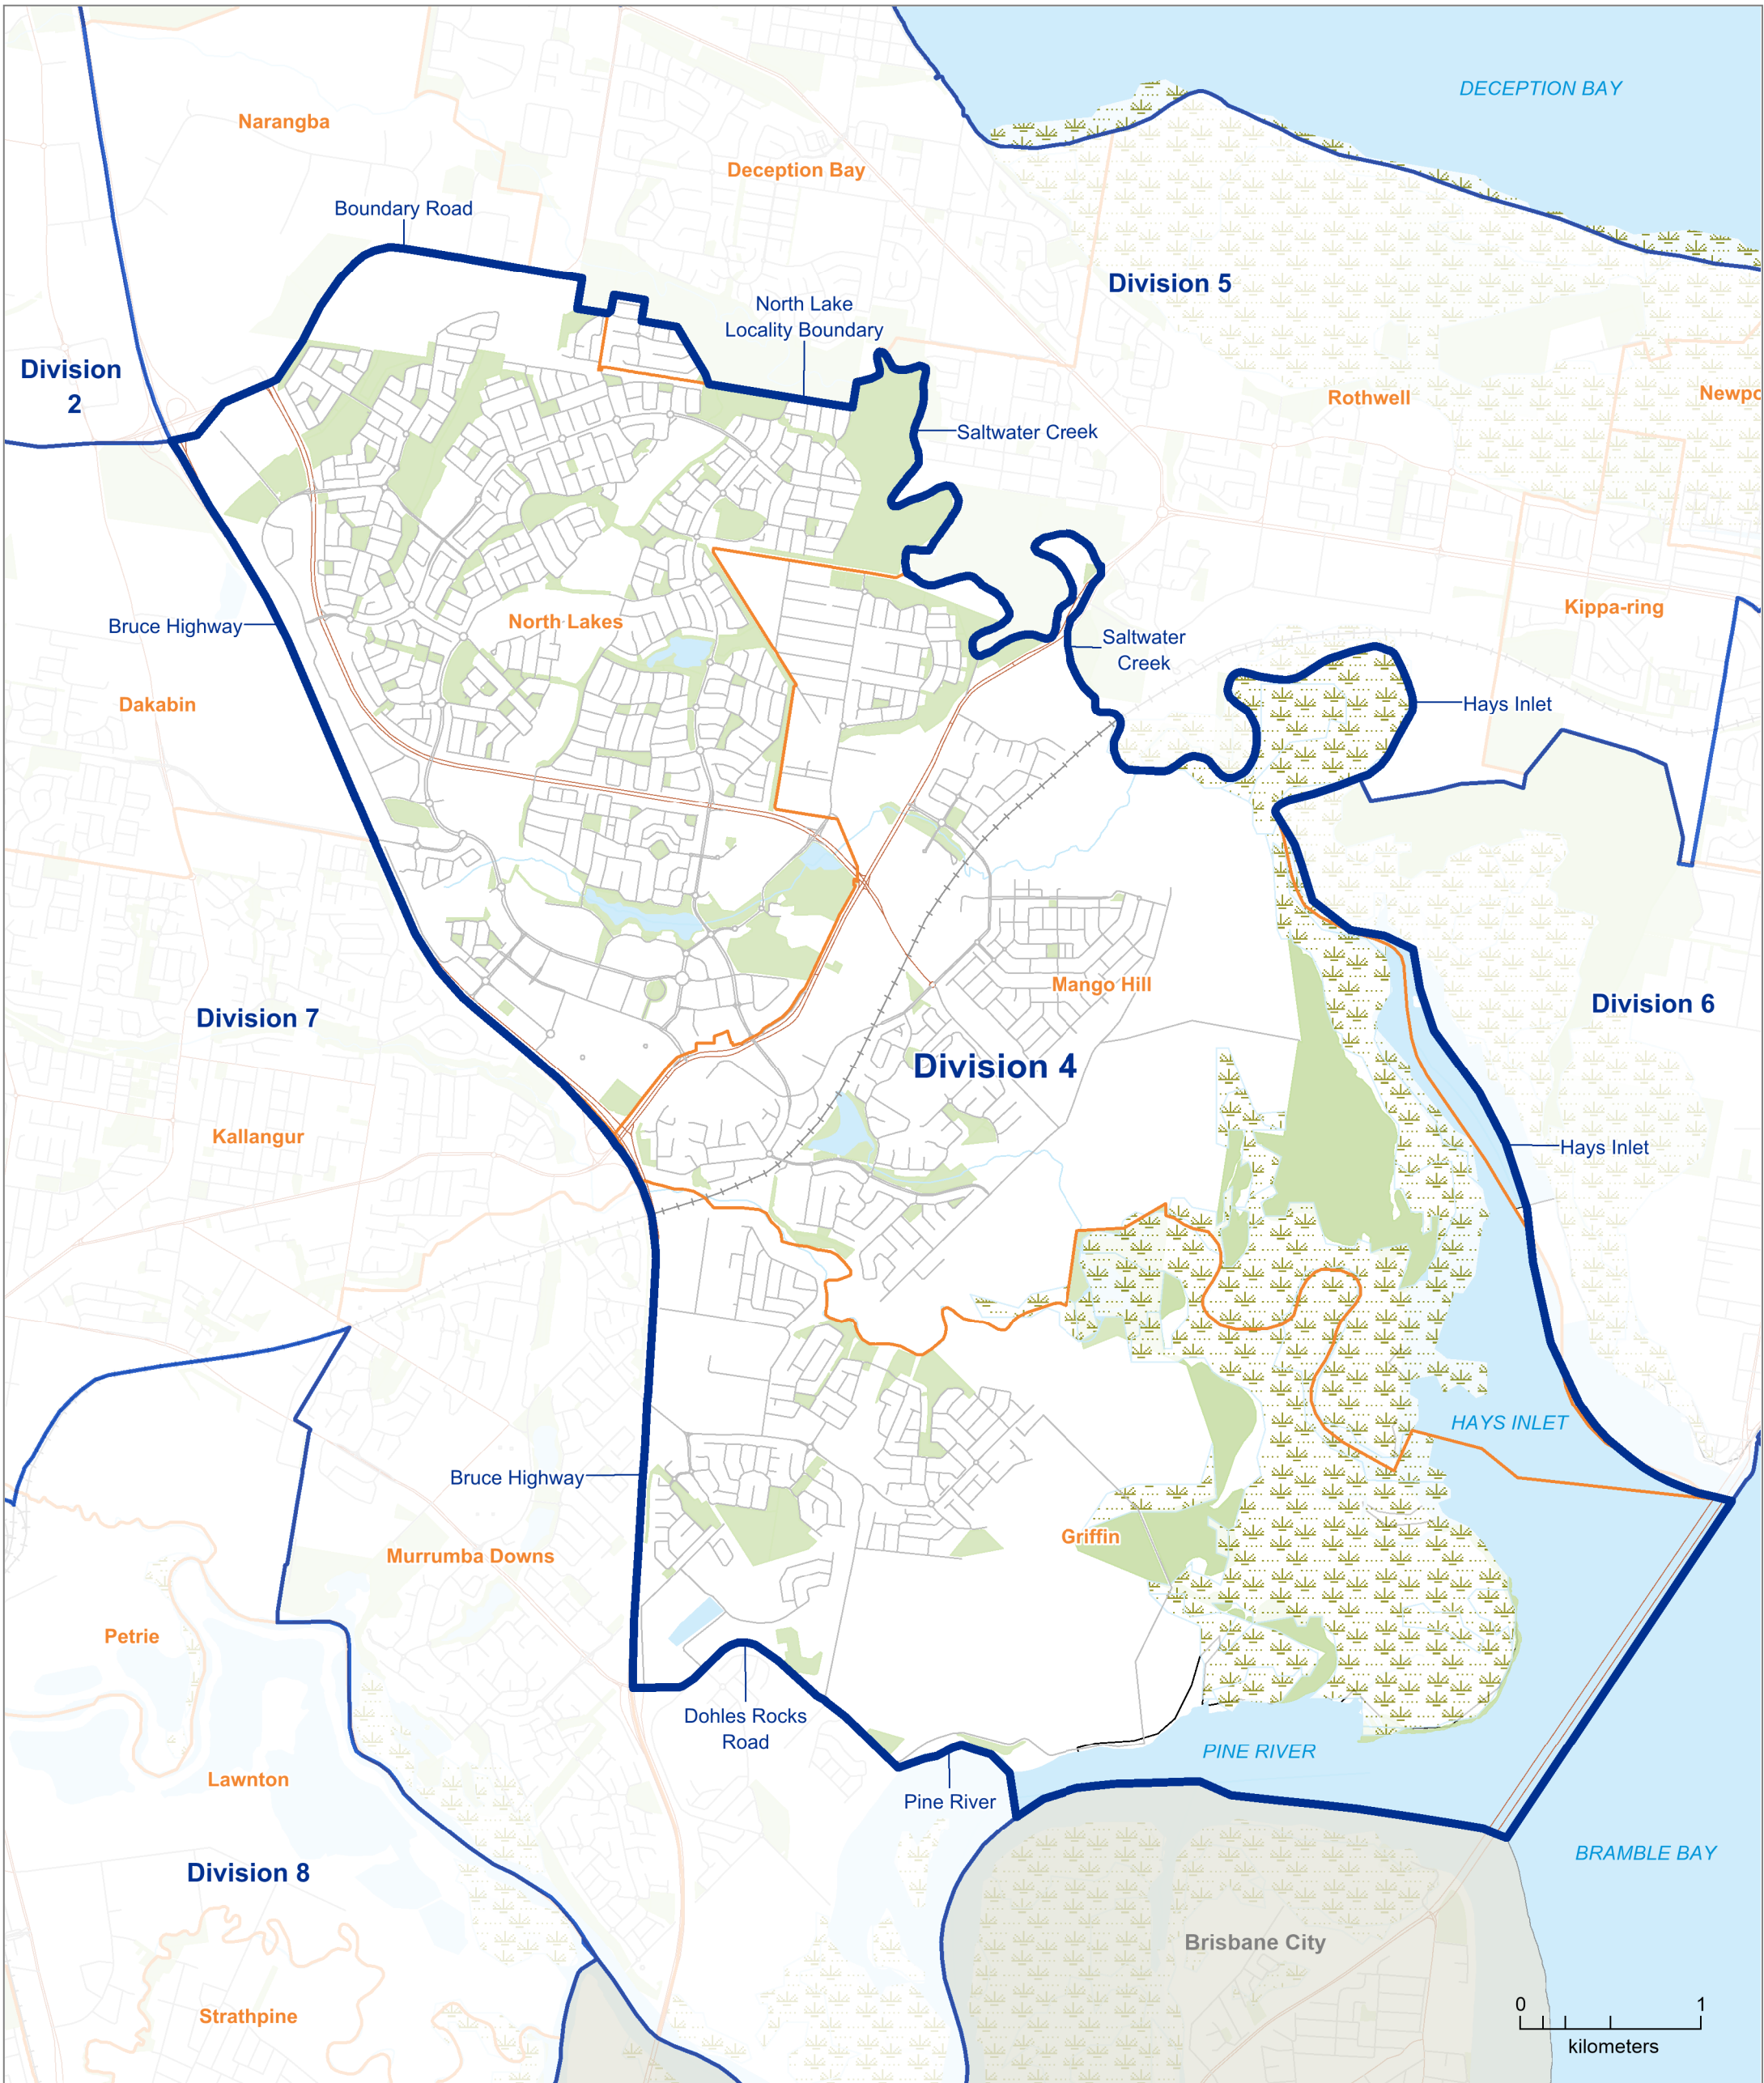 DECEPTION BAY
Narangba
Deception Bay
Boundary Road
Division 5
North Lake
Locality Boundary
Division
2
Rothwell
Newpo
Saltwater Creek
Kippa-ring
North Lakes
Bruce Highway
Saltwater
Creek
Dakabin
Hays Inlet
Mango Hill
Division 7
Division 6
Division 4
Kallangur
Hays Inlet
HAYS INLET
Bruce Highway
Griffin
Murrumba Downs
Petrie
Dohles Rocks
Road
PINE RIVER
Lawnton
Pine River
BRAMBLE BAY
Division 8
Brisbane City
Strathpine
0 1
kilometers